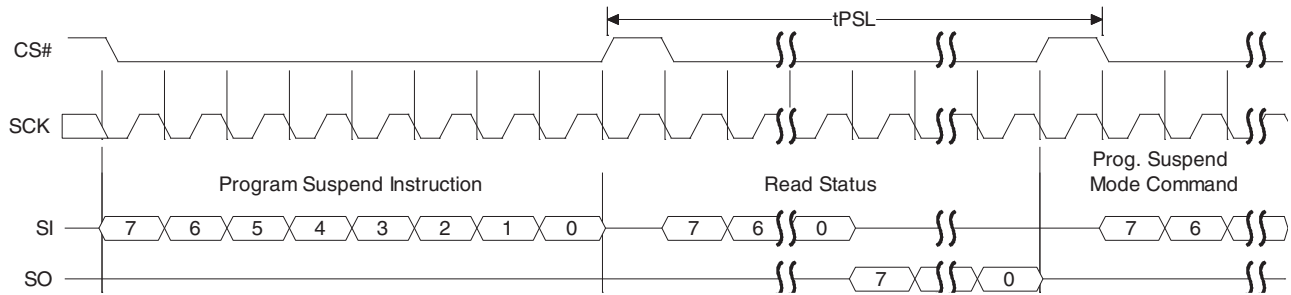 tPSL
CS#
SCK
Program Suspend Instruction
Read Status
Prog. Suspend
Mode Command
SI 7 6 5 4 3 2 1 0 7 6 0 7 6
SO 7 0